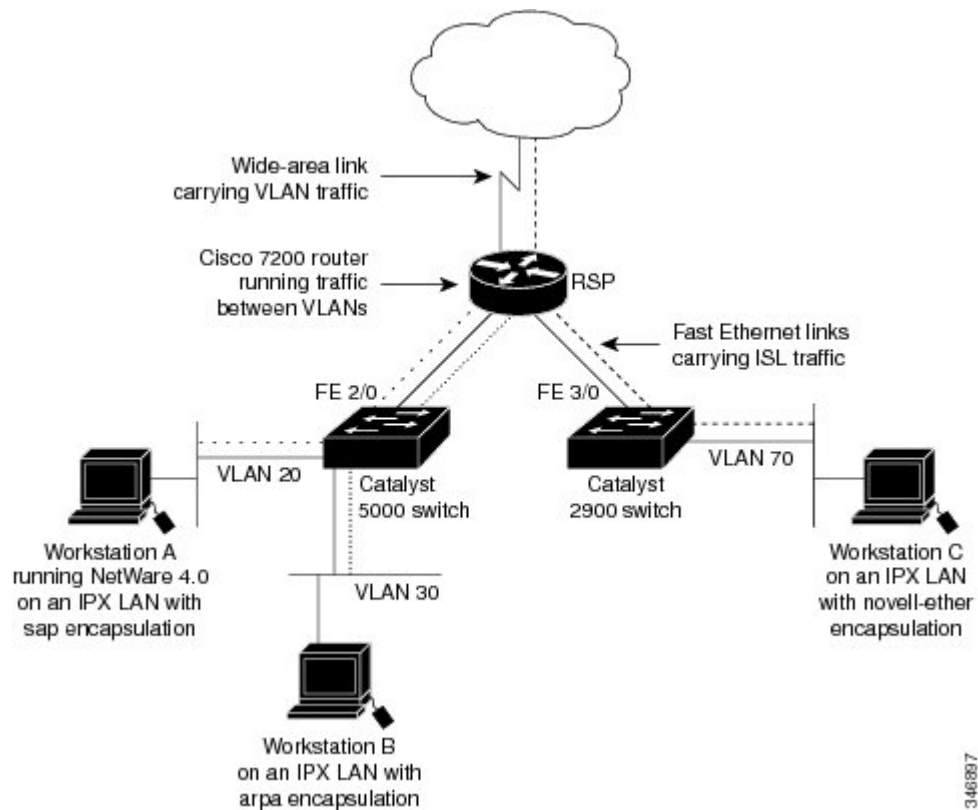 Wide-area link
carrying VLAN traffic
Cisco 7200 router
running traffic
between VLANs
RSP
Fast Ethernet links
carrying ISL traffic
FE 2/0
FE 3/0
VLAN 20
Catalyst
5000 switch
Catalyst
2900 switch
VLAN 70
Workstation A
running NetWare 4.0
on an IPX LAN with
sap encapsulation
VLAN 30
Workstation C
on an IPX LAN
with novell-ether
encapsulation
Workstation B
on an IPX LAN with
arpa encapsulation
346897